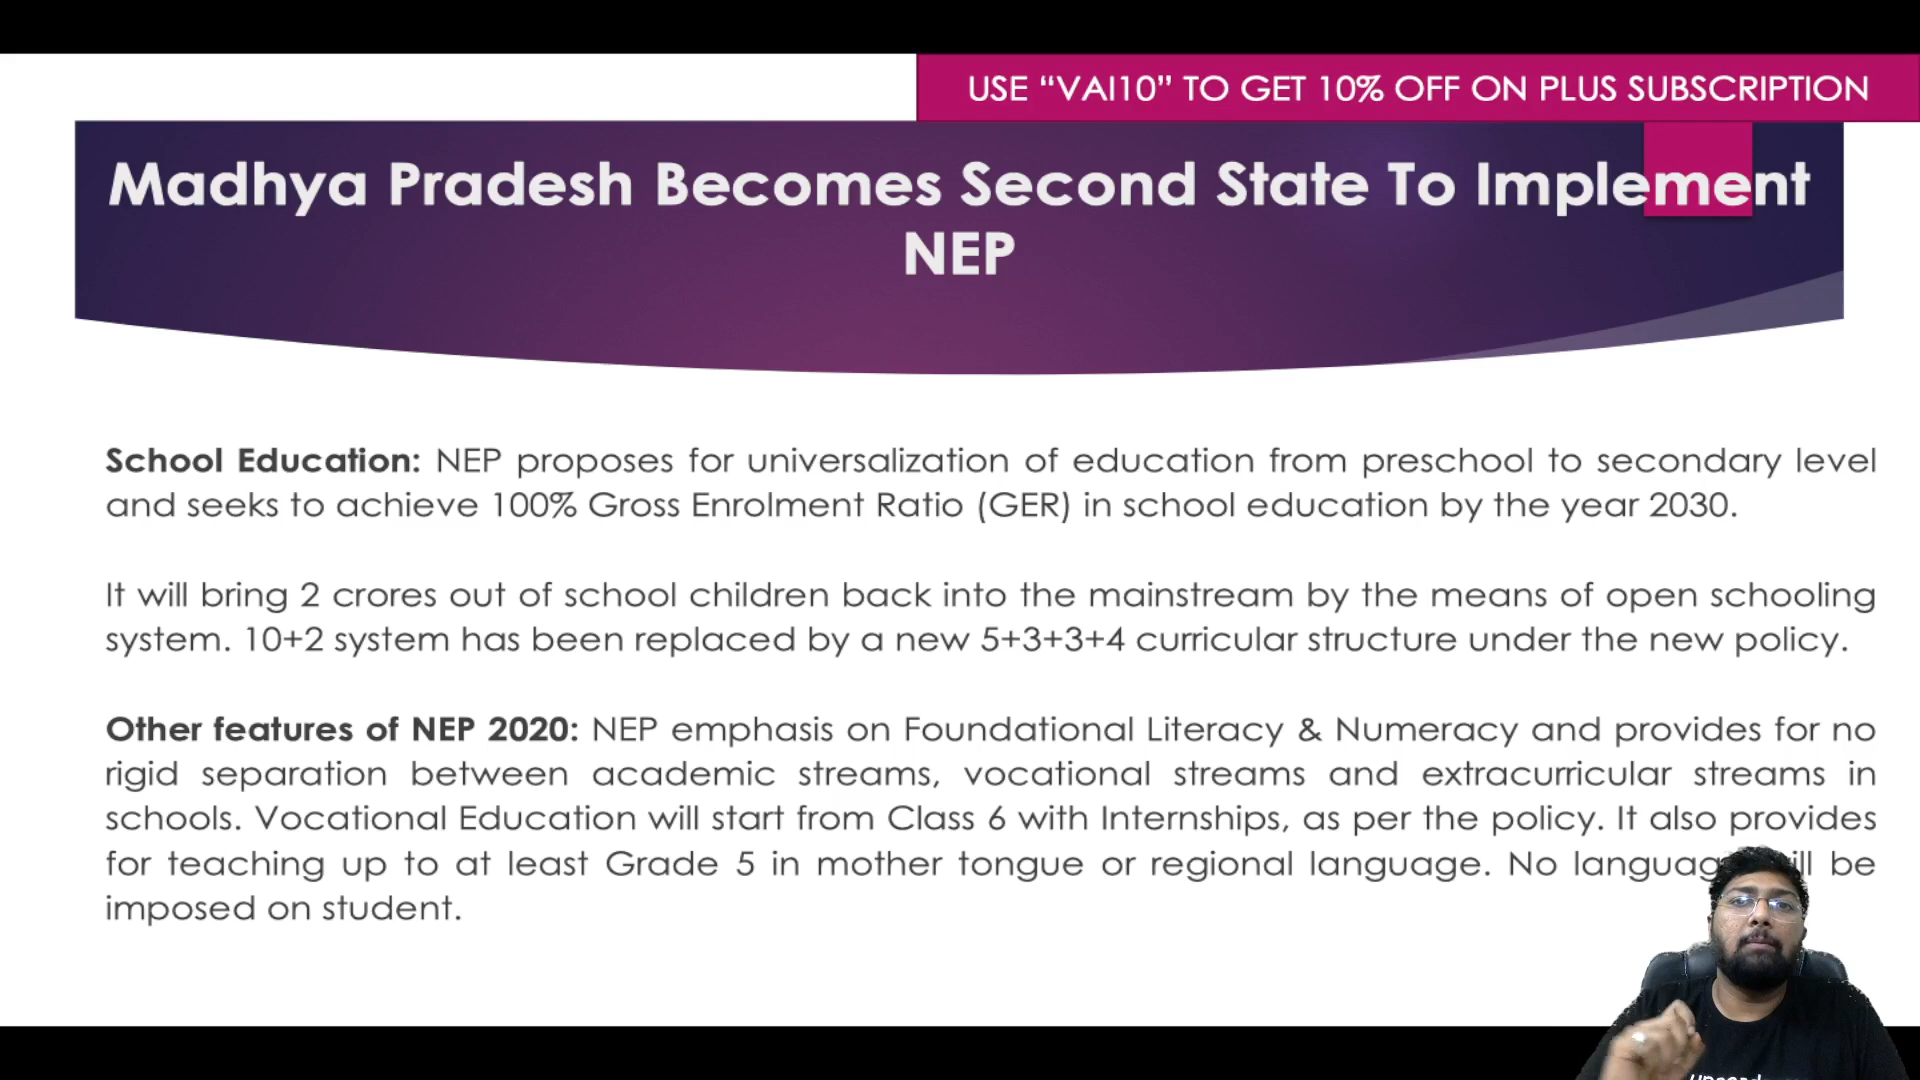 USE “VAI10” TO GET 10% OFF ON PLUS SUBSCRIPTION
Madhya Pradesh Becomes Second State To Implement
NEP
School Education: NEP proposes for universalization of education from preschool to secondary level
and seeks to achieve 100% Gross Enrolment Ratio (GER) in school education by the year 2030.
It will bring 2 crores out of school children back into the mainstream by the means of open schooling
system. 10+2 system has been replaced by a new 5+3+3+4 curricular structure under the new policy.
Other features of NEP 2020: NEP emphasis on Foundational Literacy & Numeracy and provides for no
rigid separation between academic streams, vocational streams and extracurricular streams in
schools. Vocational Education will start from Class 6 with Internships, as per the policy. It also provides
for teaching up to at least Grade 5 in mother tongue or regional language. No be
imposed on student.